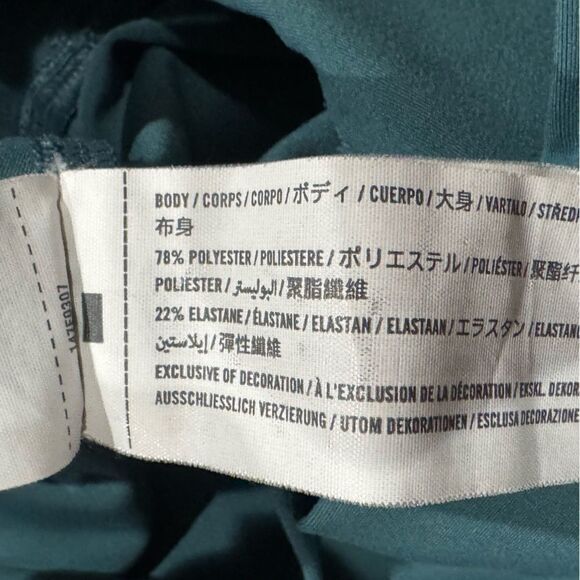 BODY / CORPS / CORPO / ボディ / CUERPO / 大身 / VARTALO / STŘED
布身
78% POLYESTER / POLIESTERE / ポリエステル / POLIÉSTER / 聚酯纤
POLJESTER / البوليستر / 聚脂纖維
22% ELASTANE / ÉLASTANE / ELASTAN / ELASTAAN / エラスタン / ELASTANO
إيلاستين / 彈性纖維
EXCLUSIVE OF DECORATION / À L'EXCLUSION DE LA DÉCORATION / EKSKL. DEKOR
AUSSCHLIESSLICH VERZIERUNG / UTOM DEKORATIONEN / ESCLUSA DECORAZIONE